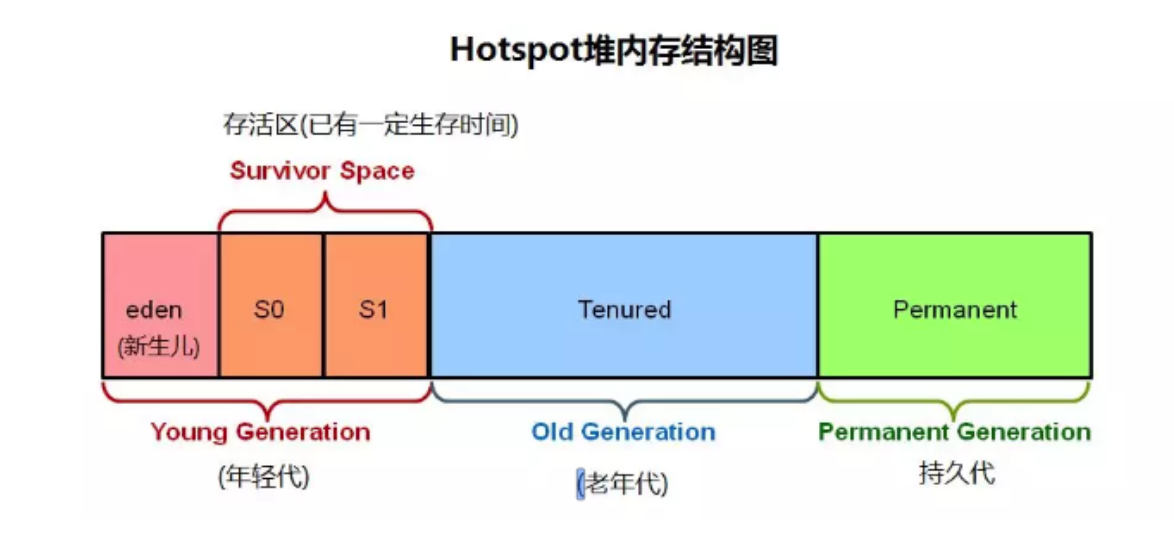 Hotspot堆内存结构图
存活区(已有一定生存时间)
Survivor Space
eden
(新生儿)
S0
S1
Tenured
Permanent
Young Generation
(年轻代)
Old Generation
(老年代)
Permanent Generation
持久代